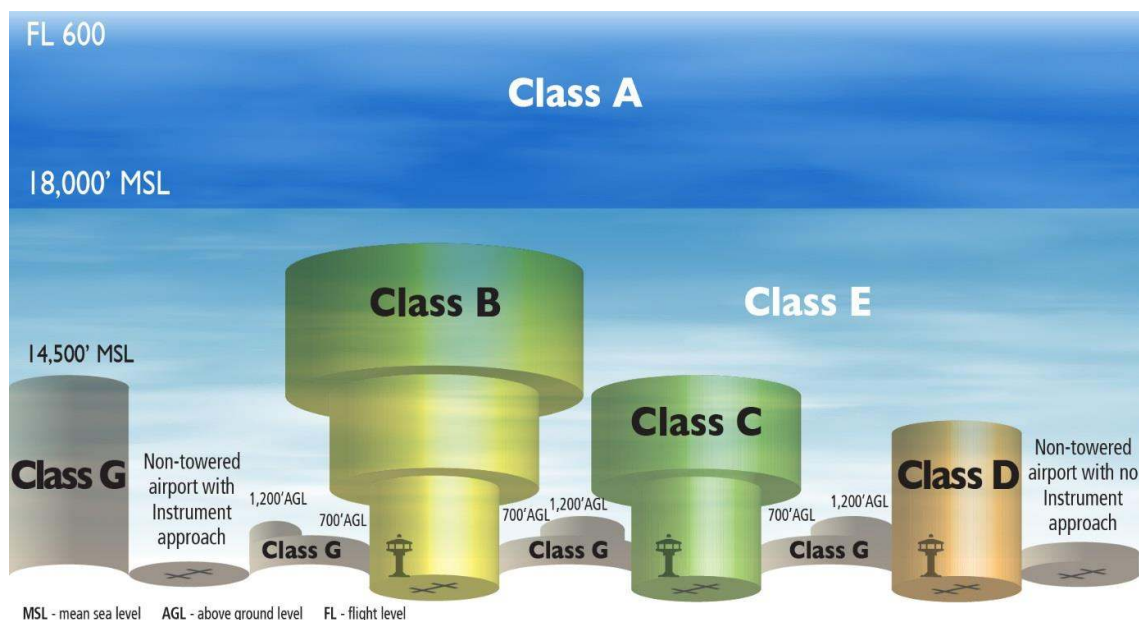 FL 600
Class A
18,000’ MSL
Class B
Class E
14,500’ MSL
Class C
Class G
Non-towered
airport with
Instrument
approach
1,200’AGL
700’AGL
Class G
700’AGL
1,200’AGL
Class G
700’AGL
1,200’AGL
Class G
Class D
Non-towered
airport with no
Instrument
approach
MSL - mean sea level AGL - above ground level FL - flight level